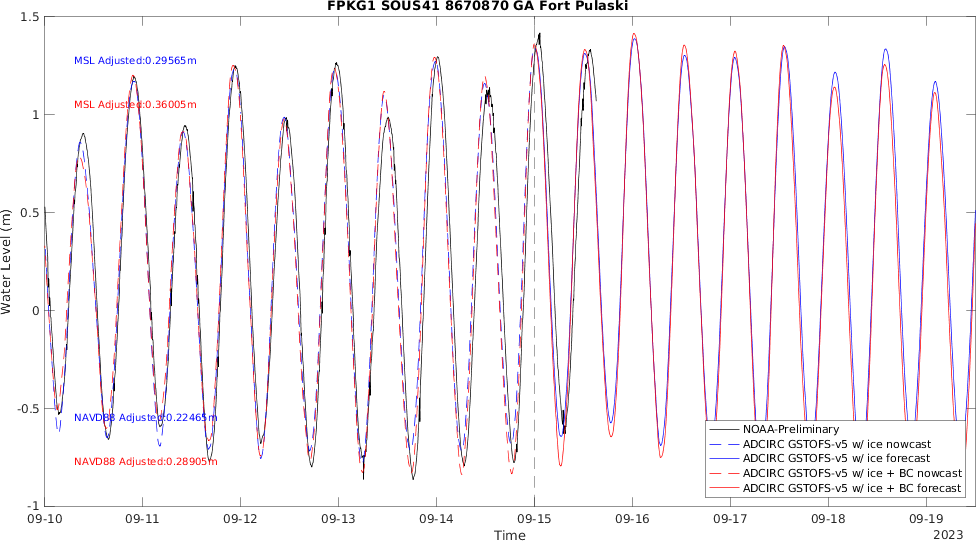 FPKG1 SOUS41 8670870 GA Fort Pulaski
1.5
MSL Adjusted:0.29565m
MSL Adjusted:0.36005m
1
0.5
Water Level (m)
0
-0.5
NAVD88 Adjusted:0.22465m
NAVD88 Adjusted:0.28905m
NOAA-Preliminary
ADCIRC GSTOFS-v5 w/ ice nowcast
ADCIRC GSTOFS-v5 w/ ice forecast
ADCIRC GSTOFS-v5 w/ ice + BC nowcast
ADCIRC GSTOFS-v5 w/ ice + BC forecast
-1
09-10 09-11 09-12 09-13 09-14 09-15 09-16 09-17 09-18 09-19
Time
2023